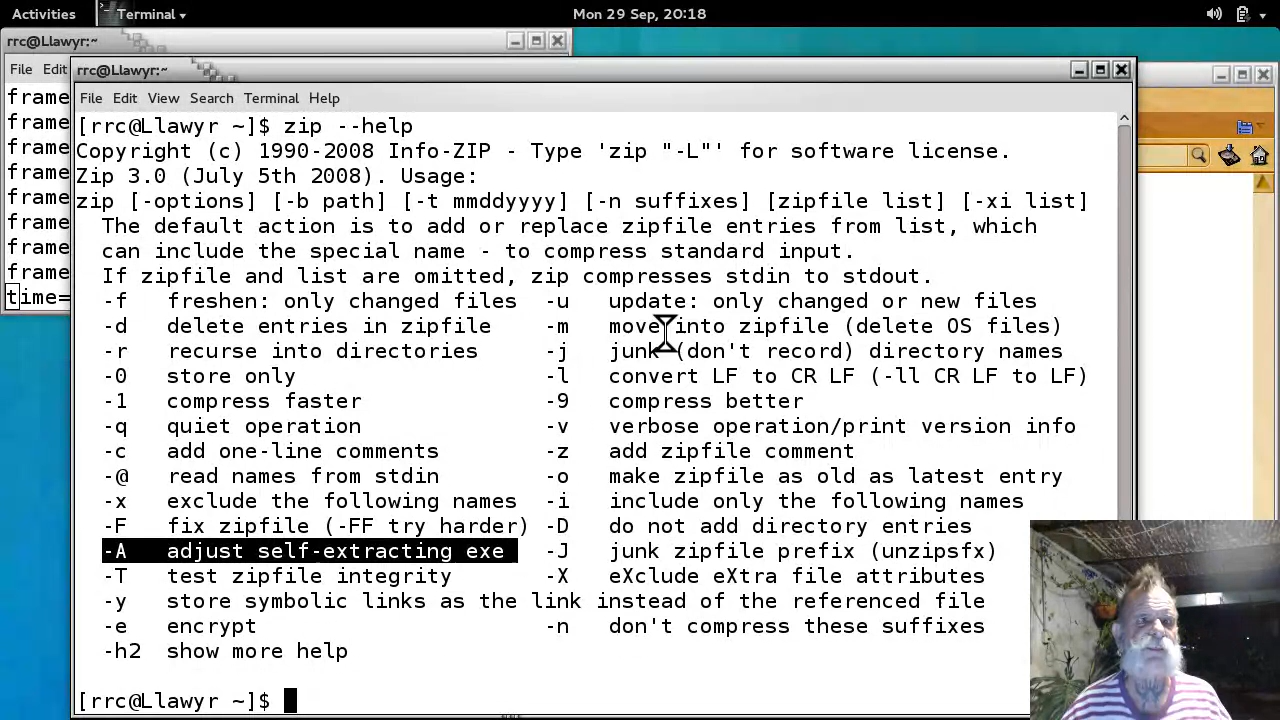 Activities Terminal Mon 29 Sep, 20:18
rrc@Llawyr:~
File Edit
frame
frame
frame
frame
frame
frame
frame
frame
time=
rrc@Llawyr:~
File Edit View Search Terminal Help
[rrc@Llawyr ~]$ zip --help
Copyright (c) 1990-2008 Info-ZIP - Type 'zip "-L"' for software license.
Zip 3.0 (July 5th 2008). Usage:
zip [-options] [-b path] [-t mmddyyyy] [-n suffixes] [zipfile list] [-xi list]
The default action is to add or replace zipfile entries from list, which
can include the special name - to compress standard input.
If zipfile and list are omitted, zip compresses stdin to stdout.
-f freshen: only changed files -u update: only changed or new files
-d delete entries in zipfile -m move into zipfile (delete OS files)
-r recurse into directories -j junk (don't record) directory names
-0 store only -l convert LF to CR LF (-ll CR LF to LF)
-1 compress faster -9 compress better
-q quiet operation -v verbose operation/print version info
-c add one-line comments -z add zipfile comment
-@ read names from stdin -o make zipfile as old as latest entry
-x exclude the following names -i include only the following names
-F fix zipfile (-FF try harder) -D do not add directory entries
-A adjust self-extracting exe -J junk zipfile prefix (unzipsfx)
-T test zipfile integrity -X eXclude eXtra file attributes
-y store symbolic links as the link instead of the referenced file
-e encrypt -n don't compress these suffixes
-h2 show more help
[rrc@Llawyr ~]$